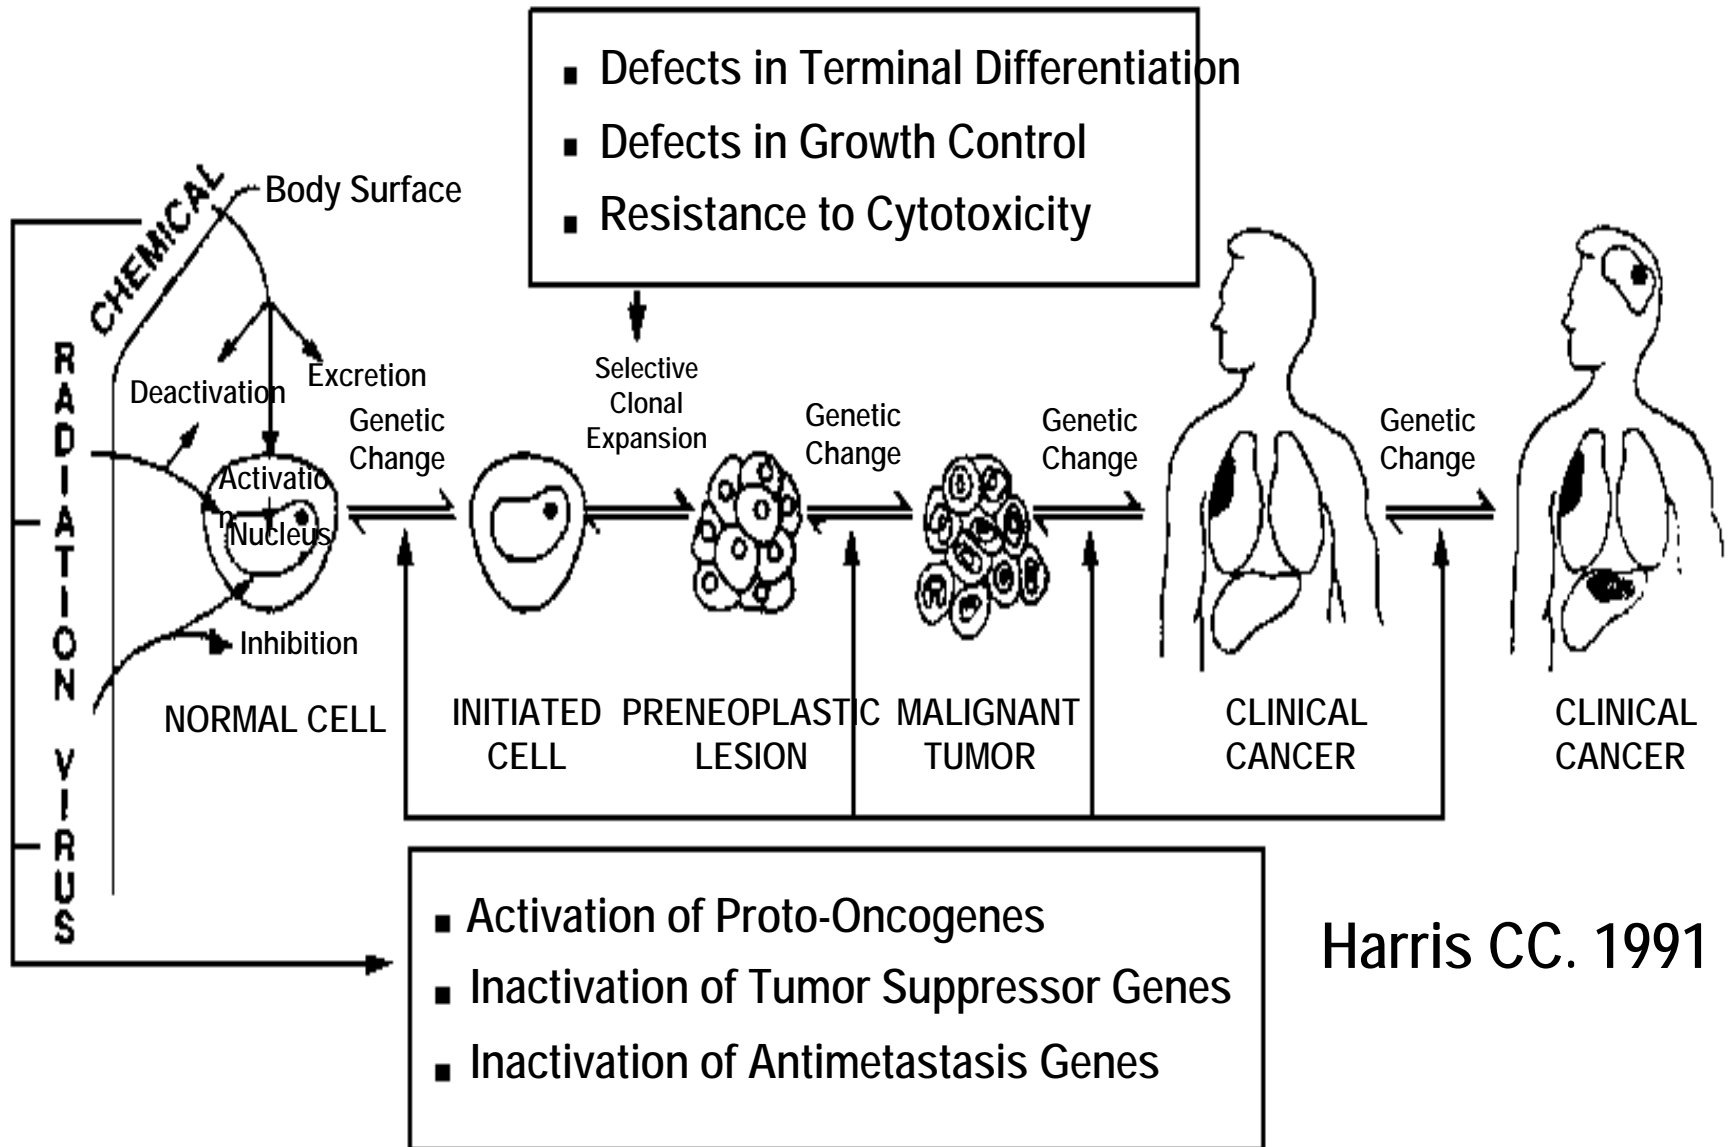 ▪ Defects in Terminal Differentiation
▪ Defects in Growth Control
▪ Resistance to Cytotoxicity
CHEMICAL
Body Surface
RADIATION VIRUS
Deactivation
Excretion
Activatio
n
Nucleus
Inhibition
Genetic
Change
Selective
Clonal
Expansion
Genetic
Change
Genetic
Change
Genetic
Change
NORMAL CELL
INITIATED
CELL
PRENEOPLASTIC
LESION
MALIGNANT
TUMOR
CLINICAL
CANCER
CLINICAL
CANCER
▪ Activation of Proto-Oncogenes
▪ Inactivation of Tumor Suppressor Genes
▪ Inactivation of Antimetastasis Genes
Harris CC. 1991